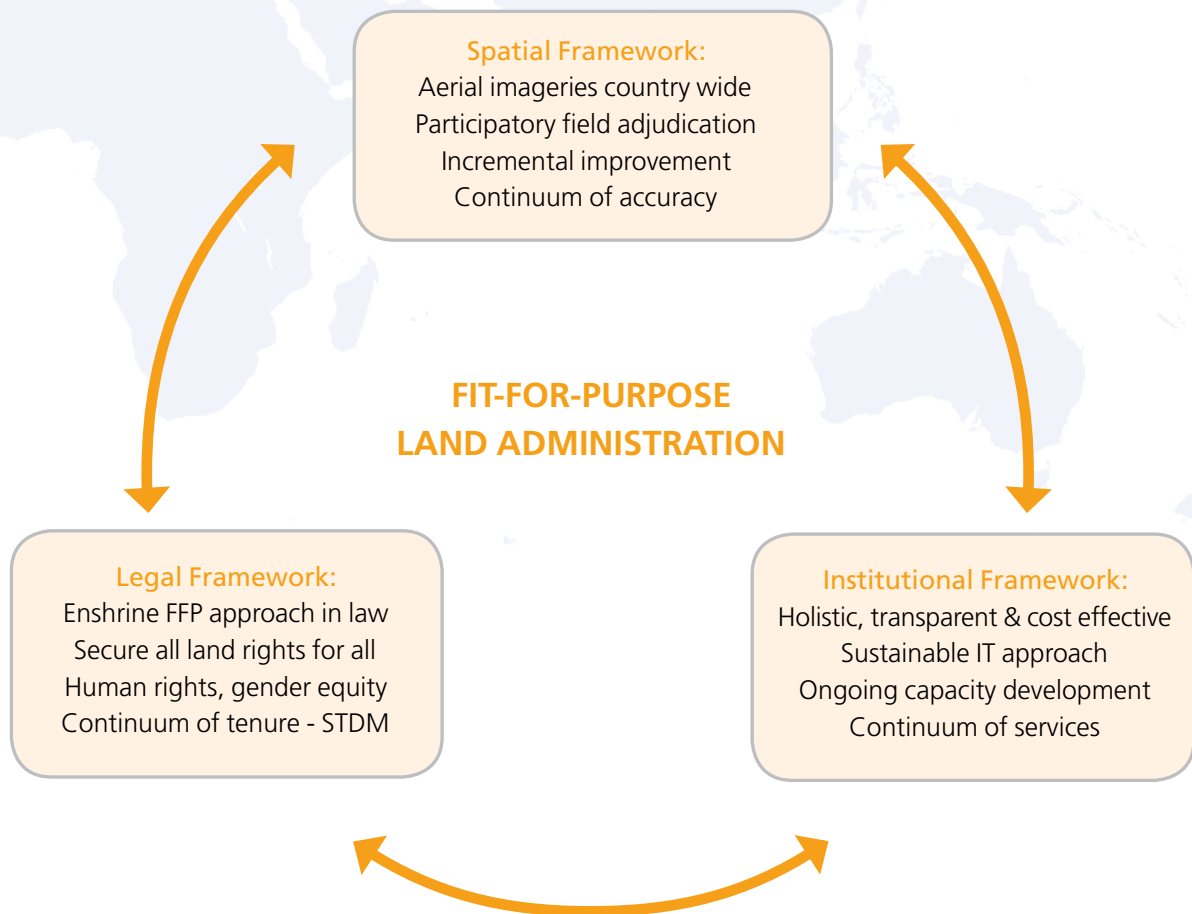 Spatial Framework:
Aerial imageries country wide
Participatory field adjudication
Incremental improvement
Continuum of accuracy
FIT-FOR-PURPOSE
LAND ADMINISTRATION
Legal Framework:
Enshrine FFP approach in law
Secure all land rights for all
Human rights, gender equity
Continuum of tenure - STDM
Institutional Framework:
Holistic, transparent & cost effective
Sustainable IT approach
Ongoing capacity development
Continuum of services